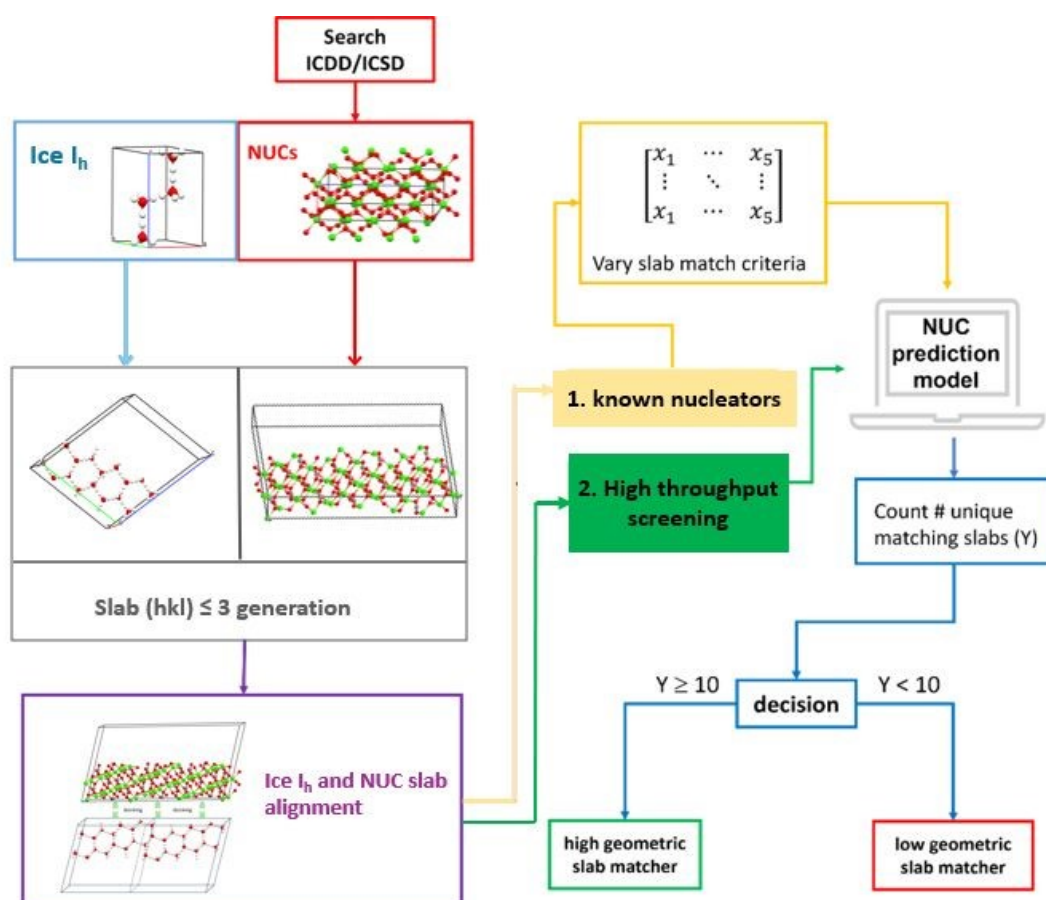 Search
ICDD/ICSD
Ice Iₕ
NUCs
x₁ ⋯ x₅
⋮ ⋱ ⋮
x₁ ⋯ x₅
Vary slab match criteria
NUC
prediction
model
1. known nucleators
2. High throughput
screening
Count # unique
matching slabs (Y)
Slab (hkl) ≤ 3 generation
Y ≥ 10
decision
Y < 10
Ice Iₕ and NUC slab
alignment
high geometric
slab matcher
low geometric
slab matcher